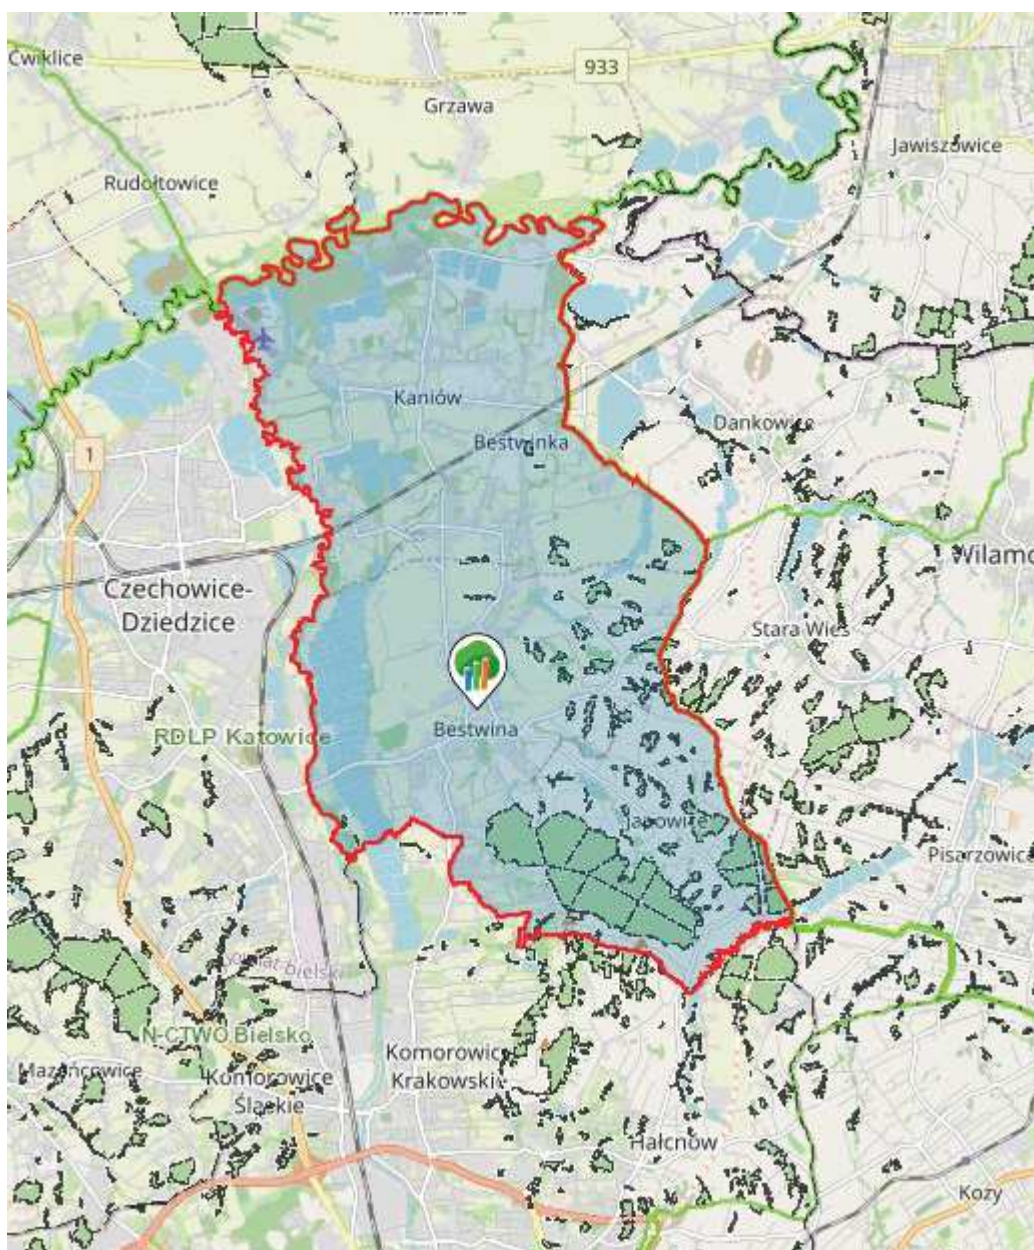 Ćwiklice
933
Grzawa
Jawiszowice
Rudołtowice
Kaniów
Dankowice
Bestwinka
1
Wilamo
Czechowice-
Dziedzice
Stara Wieś
RDLP Katowice
Bestwina
Janowice
Pisarzowice
N-CTWO Bielsko
Komorowice
Krakowskie
Mazańcowice
Komorowice
Śląskie
Hałcnów
Kozy